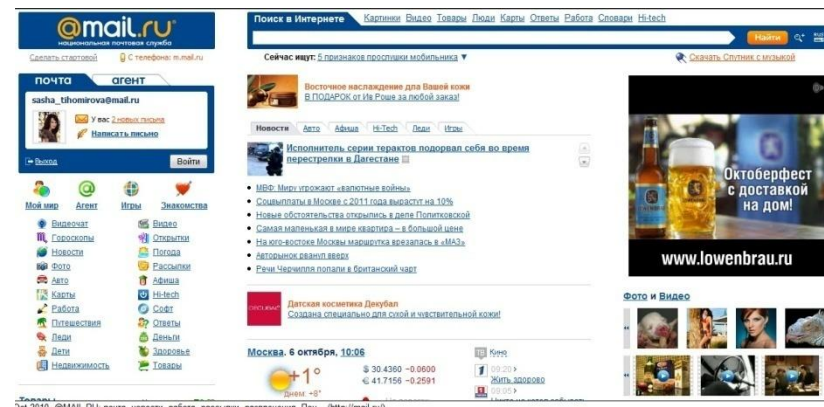 @mail.ru
национальная почтовая служба
Сделать стартовой
С телефона: m.mail.ru
почта
агент
sasha_tihomirova@mail.ru
У вас 2 новых письма
Написать письмо
Выход
Войти
Мой мир
Агент
Игры
Знакомства
Видеочат
Видео
Гороскопы
Открытки
Новости
Погода
Фото
Рассылки
Авто
Афиша
Карты
Hi-tech
Работа
Софт
Путешествия
Ответы
Леди
Деньги
Дети
Здоровье
Недвижимость
Товары
Товары
Поиск в Интернете Картинки Видео Товары Люди Карты Ответы Работа Словари Hi-tech
Найти
Сейчас ищут: 5 признаков прослушки мобильника ▼
Скачать Спутник с музыкой
Восточное наслаждение для Вашей кожи
В ПОДАРОК от Ив Роше за любой заказ!
Новости Авто Афиша Hi-Tech Леди Игры
Исполнитель серии терактов подорвал себя во время
перестрелки в Дагестане
МВФ: Миру угрожают «валютные войны»
Соцвыплаты в Москве с 2011 года вырастут на 10%
Новые обстоятельства открылись в деле Политковской
Самая маленькая в мире квартира – в большой цене
На юго-востоке Москвы маршрутка врезалась в «МАЗ»
Авторынок рванул вверх
Речи Черчилля попали в британский чарт
Датская косметика Декубал
Создана специально для сухой и чувствительной кожи!
Москва, 6 октября, 10:06
+1°
днем: +8°
$ 30.4360 −0.0600
€ 41.7156 −0.2591
Кино
09:20
Жить здорово
09:05
Октоберфест
с доставкой
на дом!
www.lowenbrau.ru
Фото и Видео